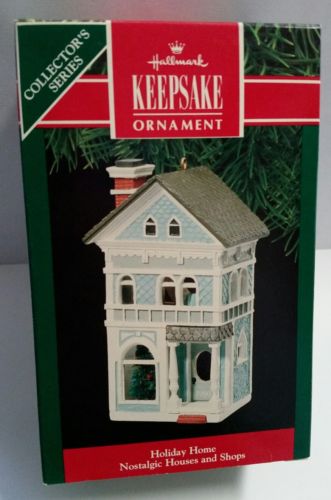 COLLECTOR'S
SERIES
Hallmark
KEEPSAKE
ORNAMENT
Holiday Home
Nostalgic Houses and Shops